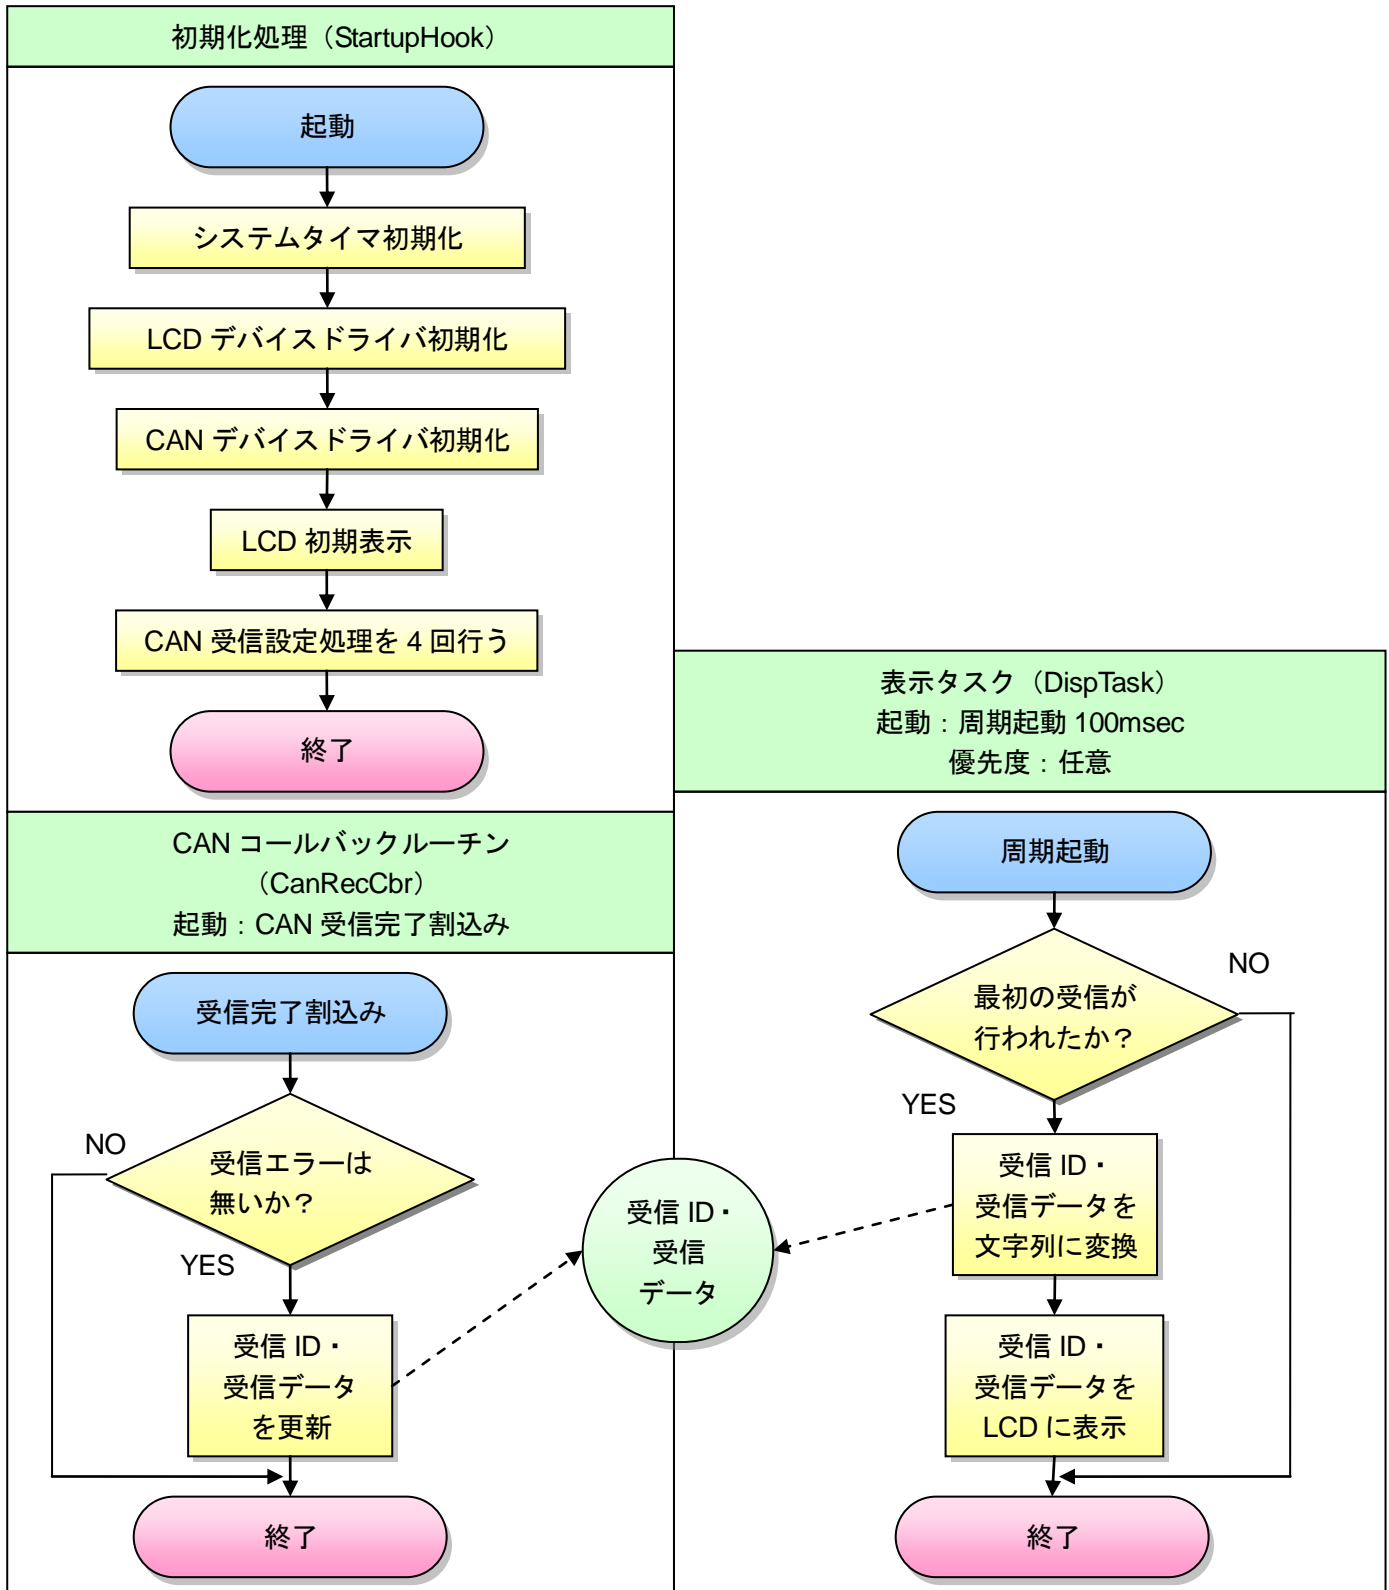 初期化処理（StartupHook）
起動
システムタイマ初期化
LCD デバイスドライバ初期化
CAN デバイスドライバ初期化
LCD 初期表示
CAN 受信設定処理を 4 回行う
終了
CAN コールバックルーチン
（CanRecCbr）
起動：CAN 受信完了割込み
受信完了割込み
NO
受信エラーは
無いか？
YES
受信 ID・
受信データ
を更新
終了
受信 ID・
受信
データ
表示タスク（DispTask）
起動：周期起動 100msec
優先度：任意
周期起動
NO
最初の受信が
行われたか？
YES
受信 ID・
受信データを
文字列に変換
受信 ID・
受信データを
LCD に表示
終了